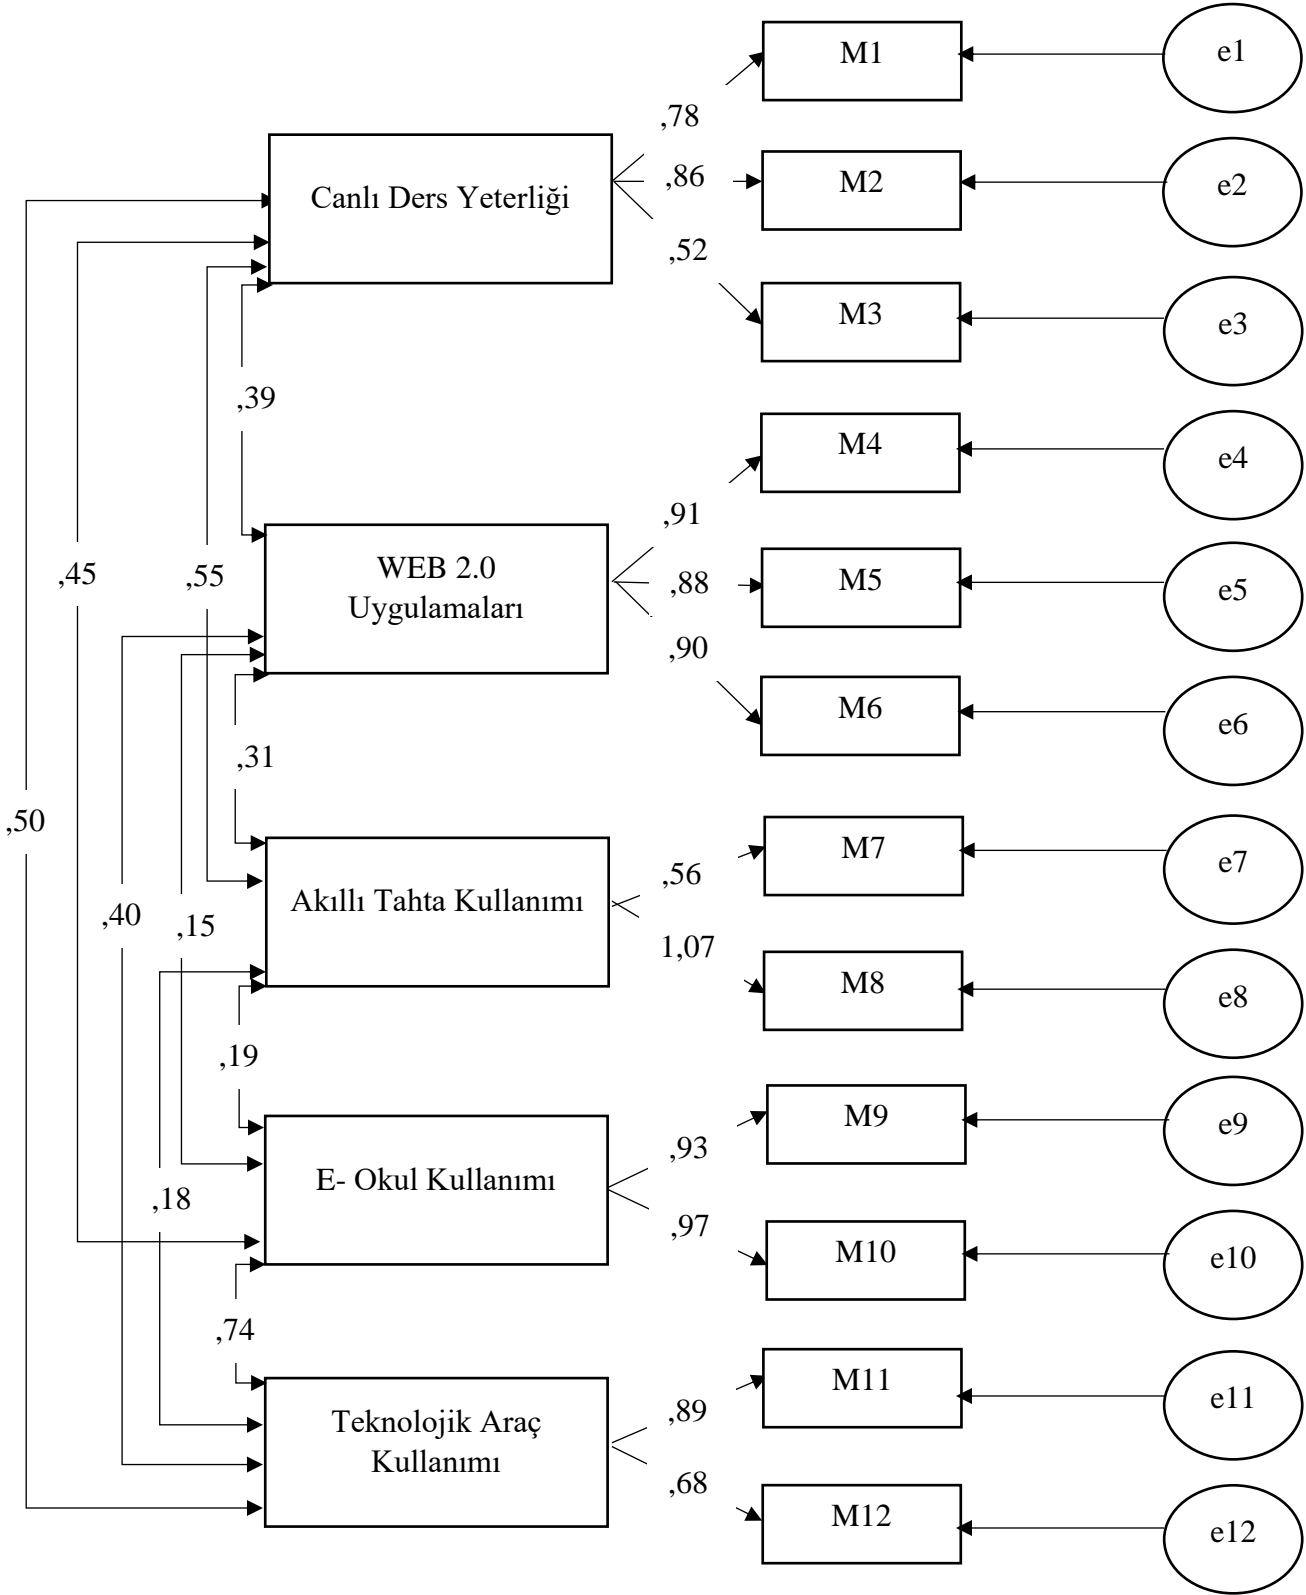 M1
e1
,78
Canlı Ders Yeterliği
,86
M2
e2
,52
M3
e3
,39
M4
e4
,91
WEB 2.0
Uygulamaları
,45
,55
,88
M5
e5
,90
M6
e6
,31
,50
M7
e7
,56
Akıllı Tahta Kullanımı
,40
,15
1,07
M8
e8
,19
M9
e9
,93
E- Okul Kullanımı
,18
,97
M10
e10
,74
M11
e11
,89
Teknolojik Araç
Kullanımı
,68
M12
e12